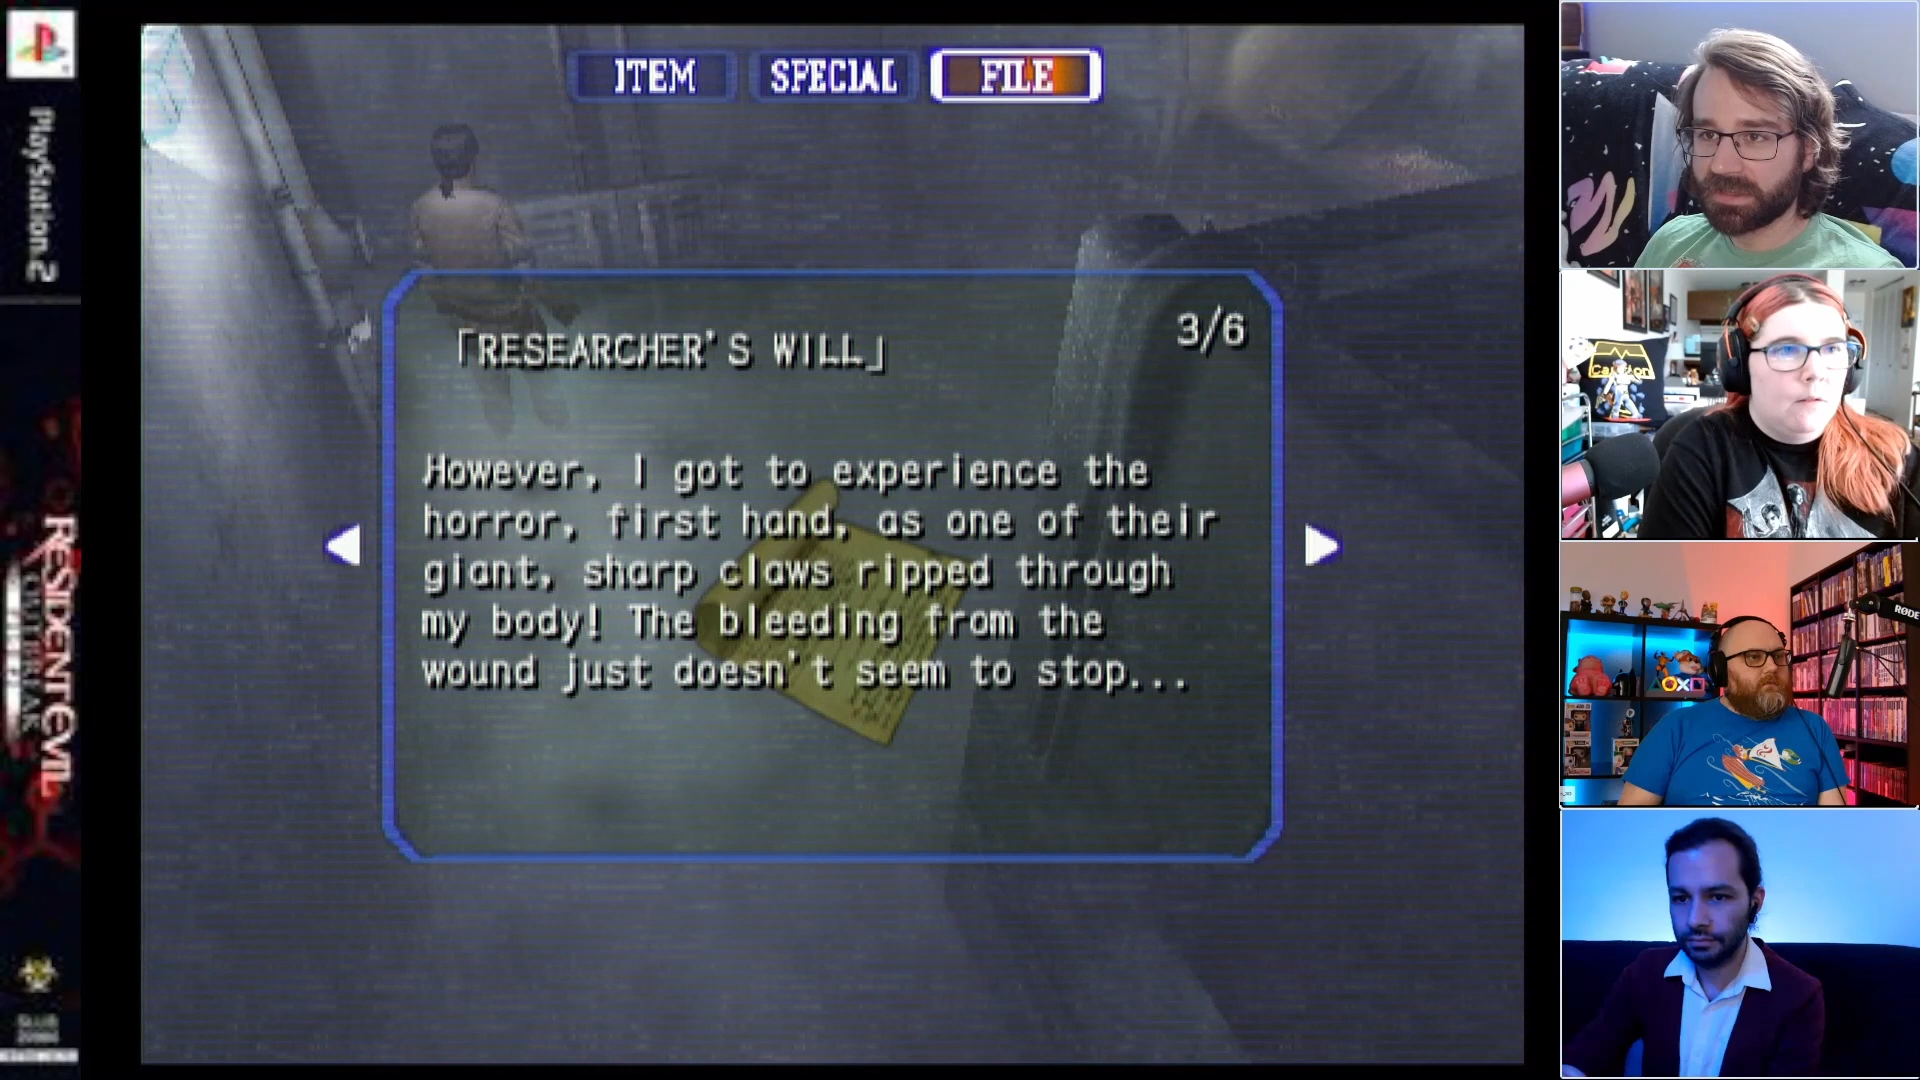 ITEM
SPECIAL
FILE
「RESEARCHER'S WILL」
3/6
However, I got to experience the
horror, first hand, as one of their
giant, sharp claws ripped through
my body! The bleeding from the
wound just doesn't seem to stop...
PlayStation.2
RESIDENT EVIL
OUTBREAK
Caution
RØDE